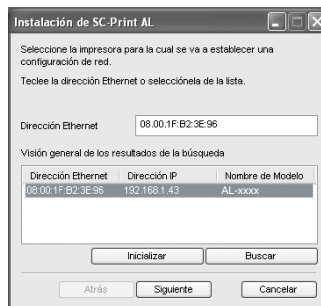 Instalación de SC-Print AL
Seleccione la impresora para la cual se va a establecer una
configuración de red.
Teclee la dirección Ethernet o selecciónela de la lista.
Dirección Ethernet 08.00.1F:B2:3E:96
Visión general de los resultados de la búsqueda
Dirección Ethernet Dirección IP Nombre de Modelo
08:00:1F:B2:3E:96 192.168.1.43 AL-xxxx
Inicializar Buscar
Atrás Siguiente Cancelar